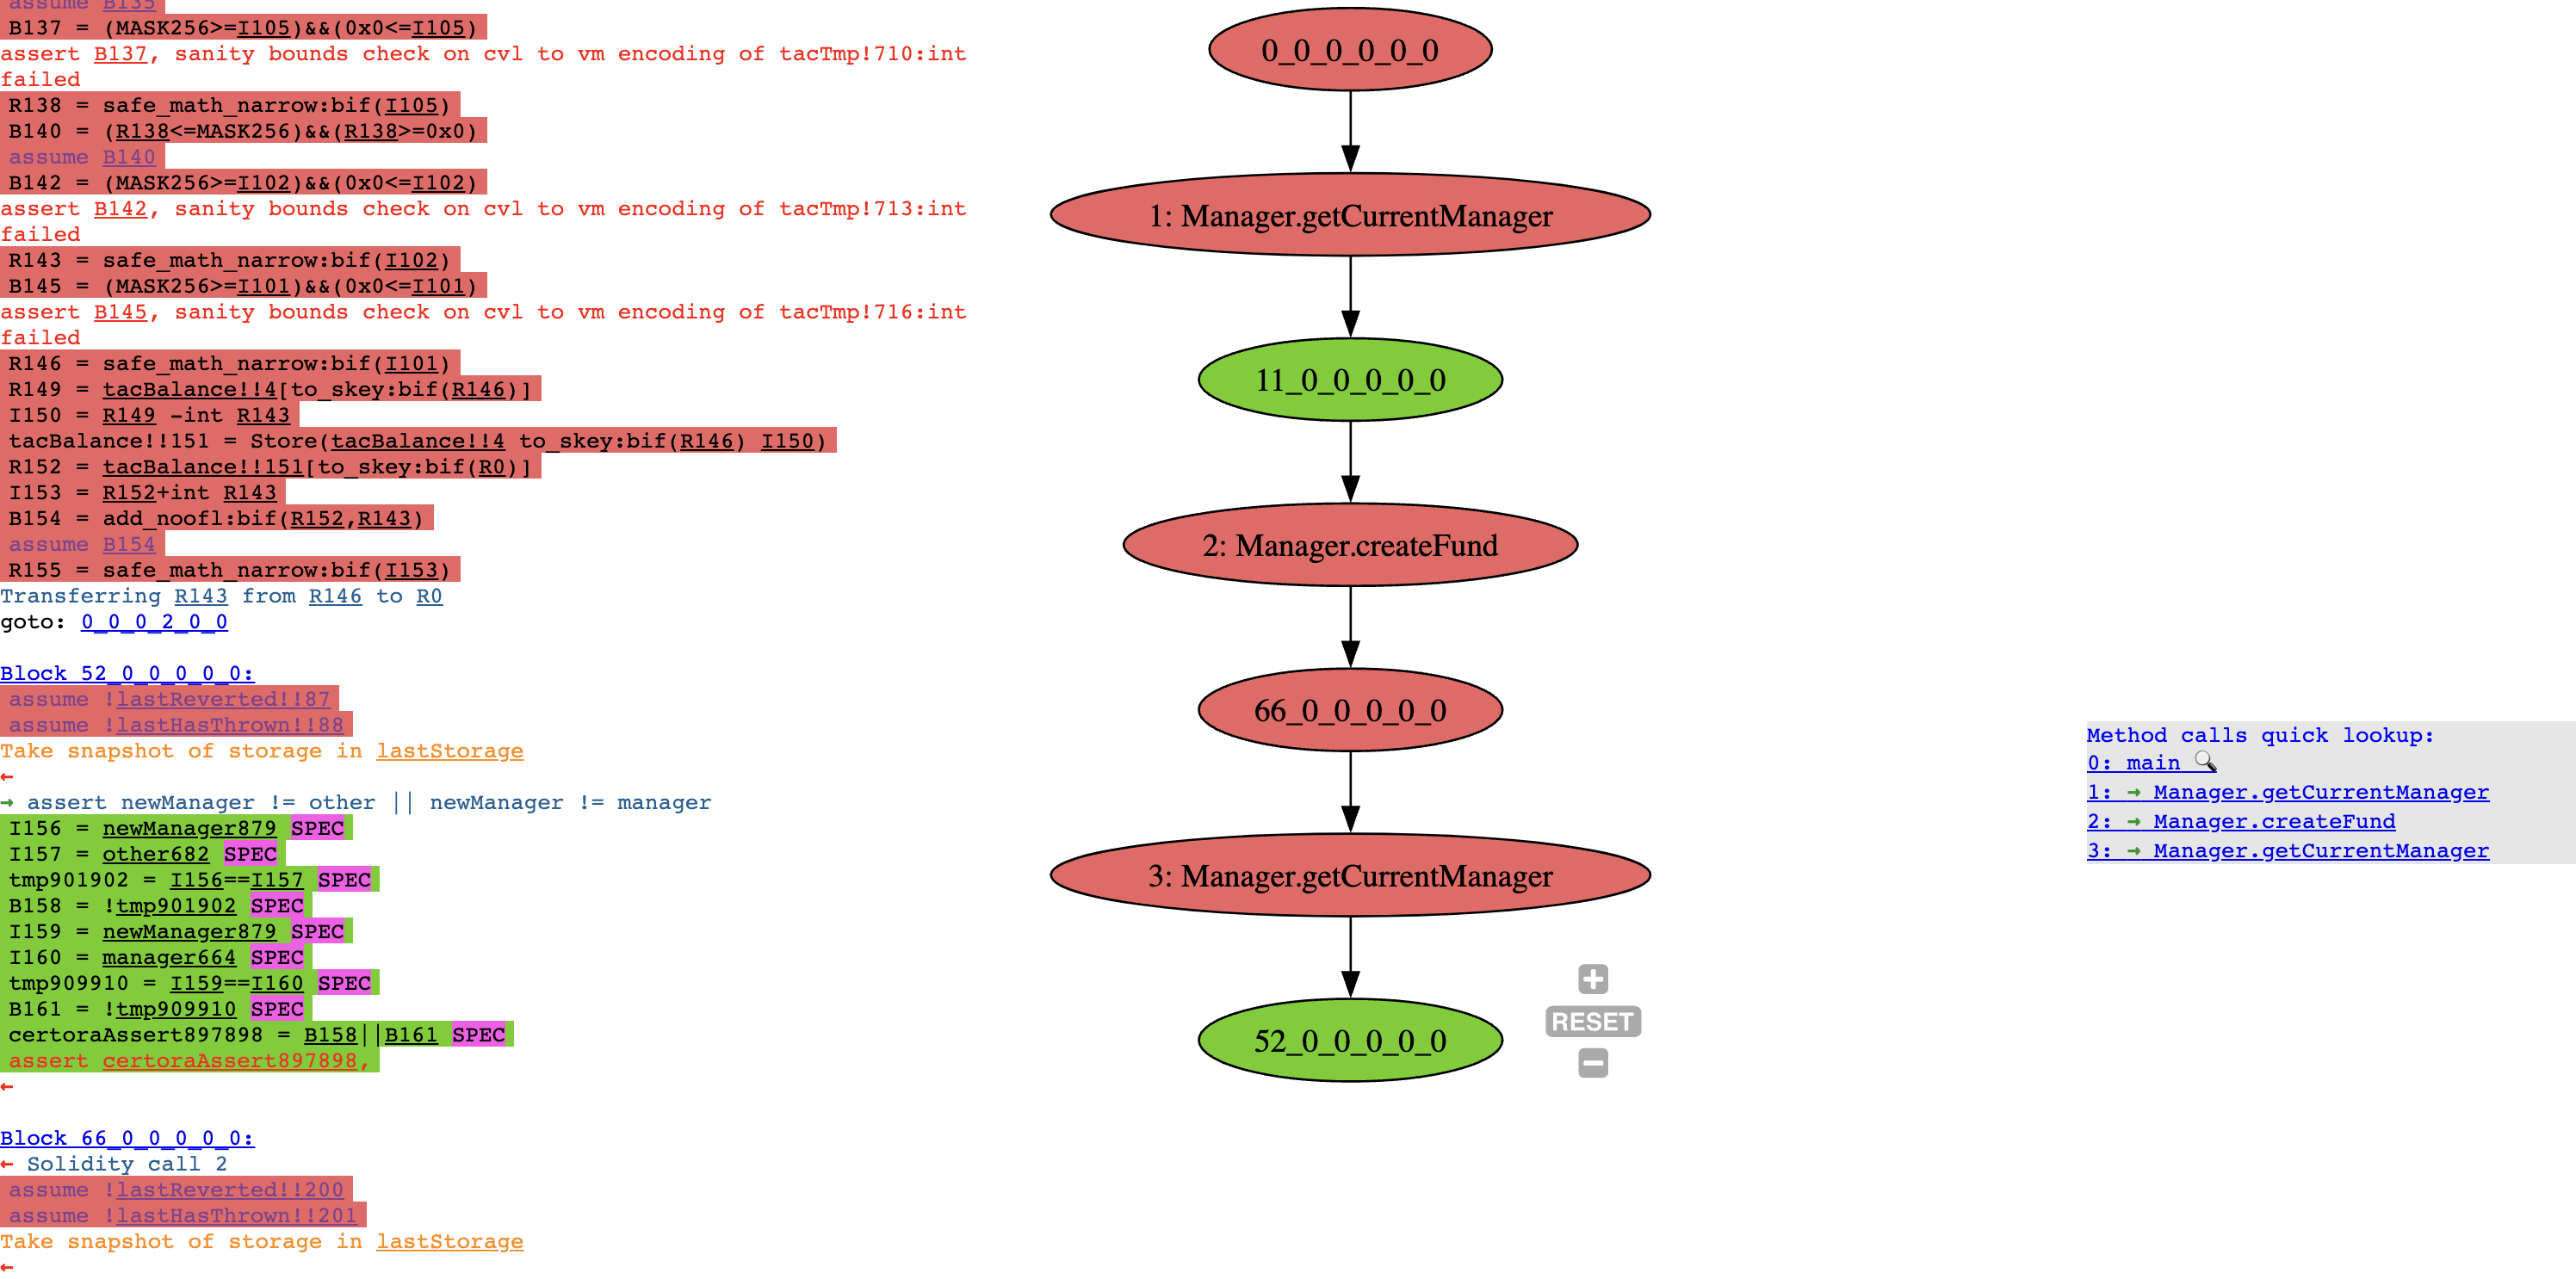 assume B135
B137 = (MASK256>=I105)&&(0x0<=I105)
assert B137, sanity bounds check on cvl to vm encoding of tacTmp!710:int
failed
R138 = safe_math_narrow:bif(I105)
B140 = (R138<=MASK256)&&(R138>=0x0)
assume B140
B142 = (MASK256>=I102)&&(0x0<=I102)
assert B142, sanity bounds check on cvl to vm encoding of tacTmp!713:int
failed
R143 = safe_math_narrow:bif(I102)
B145 = (MASK256>=I101)&&(0x0<=I101)
assert B145, sanity bounds check on cvl to vm encoding of tacTmp!716:int
failed
R146 = safe_math_narrow:bif(I101)
R149 = tacBalance!!4[to_skey:bif(R146)]
I150 = R149 -int R143
tacBalance!!151 = Store(tacBalance!!4 to_skey:bif(R146) I150)
R152 = tacBalance!!151[to_skey:bif(R0)]
I153 = R152+int R143
B154 = add_noofl:bif(R152,R143)
assume B154
R155 = safe_math_narrow:bif(I153)
Transferring R143 from R146 to R0
goto: 0_0_0_2_0_0
Block 52_0_0_0_0_0:
assume !lastReverted!!87
assume !lastHasThrown!!88
Take snapshot of storage in lastStorage
←
→ assert newManager != other || newManager != manager
I156 = newManager879 SPEC
I157 = other682 SPEC
tmp901902 = I156==I157 SPEC
B158 = !tmp901902 SPEC
I159 = newManager879 SPEC
I160 = manager664 SPEC
tmp909910 = I159==I160 SPEC
B161 = !tmp909910 SPEC
certoraAssert897898 = B158||B161 SPEC
assert certoraAssert897898,
←
Block 66_0_0_0_0_0:
← Solidity call 2
assume !lastReverted!!200
assume !lastHasThrown!!201
Take snapshot of storage in lastStorage
←
0_0_0_0_0_0
1: Manager.getCurrentManager
11_0_0_0_0_0
2: Manager.createFund
66_0_0_0_0_0
3: Manager.getCurrentManager
52_0_0_0_0_0
+
RESET
−
Method calls quick lookup:
0: main 🔍
1: → Manager.getCurrentManager
2: → Manager.createFund
3: → Manager.getCurrentManager